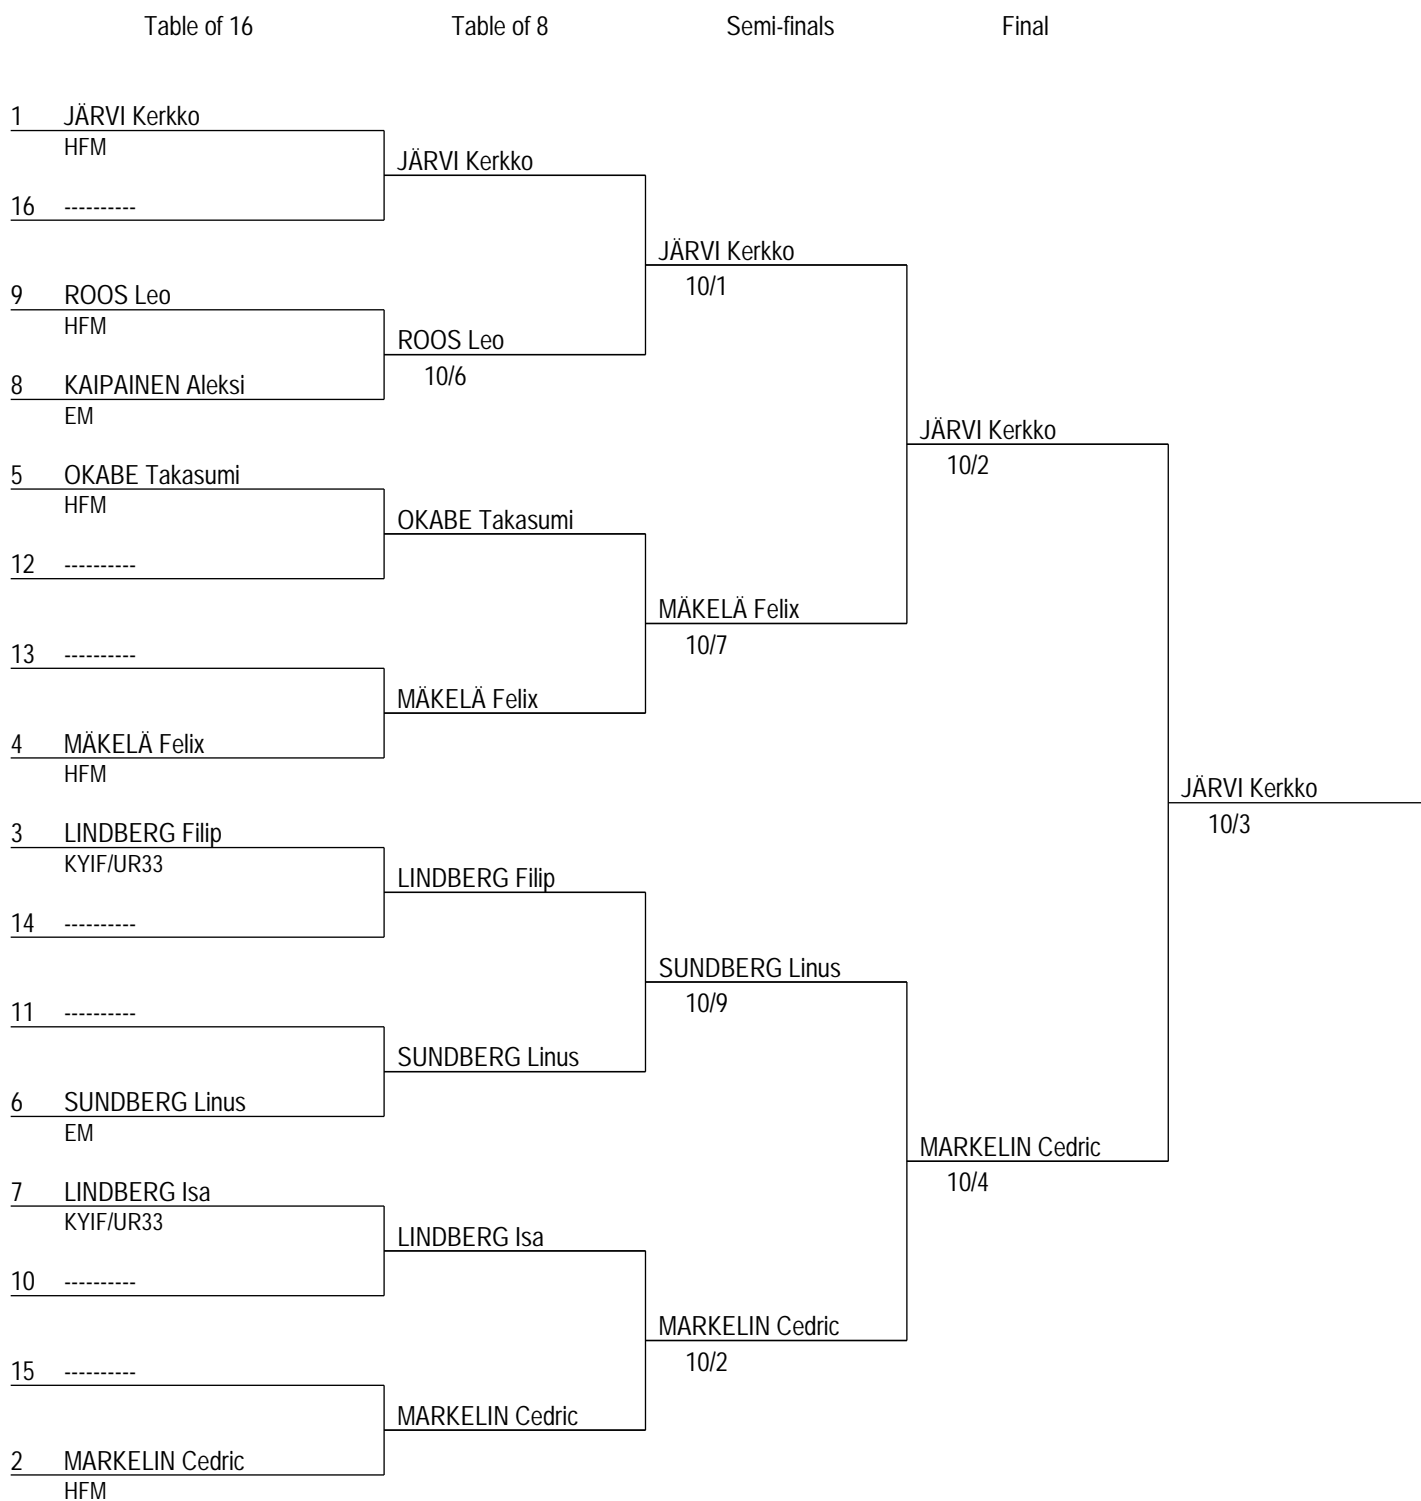 Table of 16 Table of 8 Semi-finals Final
1 JÄRVI Kerkko
HFM
JÄRVI Kerkko
16 ----------
JÄRVI Kerkko
10/1
9 ROOS Leo
HFM
ROOS Leo
10/6
8 KAIPAINEN Aleksi
EM
JÄRVI Kerkko
10/2
5 OKABE Takasumi
HFM
OKABE Takasumi
12 ----------
MÄKELÄ Felix
10/7
13 ----------
MÄKELÄ Felix
4 MÄKELÄ Felix
HFM
JÄRVI Kerkko
10/3
3 LINDBERG Filip
KYIF/UR33
LINDBERG Filip
14 ----------
SUNDBERG Linus
10/9
11 ----------
SUNDBERG Linus
6 SUNDBERG Linus
EM
MARKELIN Cedric
10/4
7 LINDBERG Isa
KYIF/UR33
LINDBERG Isa
10 ----------
MARKELIN Cedric
10/2
15 ----------
MARKELIN Cedric
2 MARKELIN Cedric
HFM